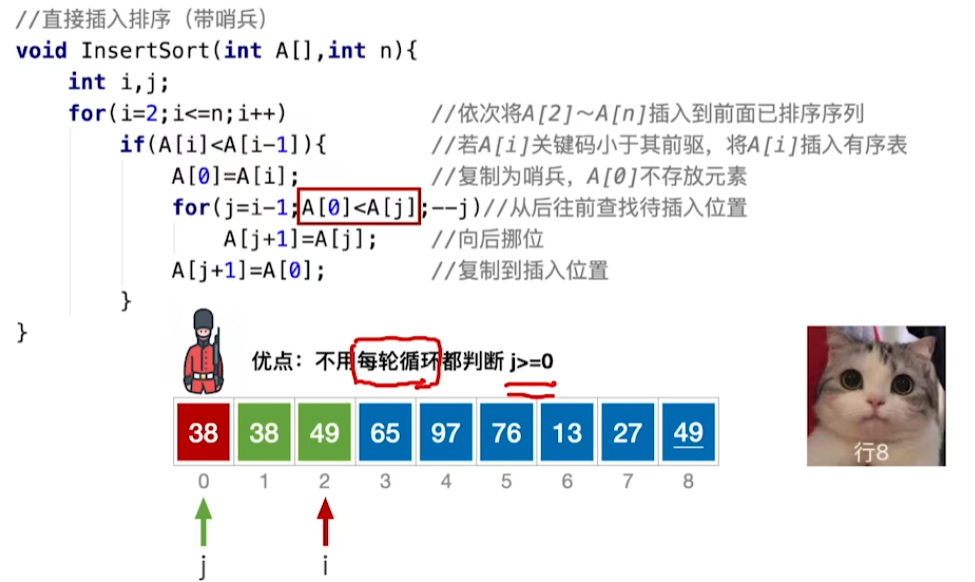 //直接插入排序（带哨兵）
void InsertSort(int A[],int n){
int i,j;
for(i=2;i<=n;i++) //依次将A[2]～A[n]插入到前面已排序序列
if(A[i]<A[i-1]){ //若A[i]关键码小于其前驱，将A[i]插入有序表
A[0]=A[i]; //复制为哨兵，A[0]不存放元素
for(j=i-1;A[0]<A[j];--j)//从后往前查找待插入位置
A[j+1]=A[j]; //向后挪位
A[j+1]=A[0]; //复制到插入位置
}
}
优点：不用每轮循环都判断 j>=0
38 38 49 65 97 76 13 27 49
0 1 2 3 4 5 6 7 8
j i
行8